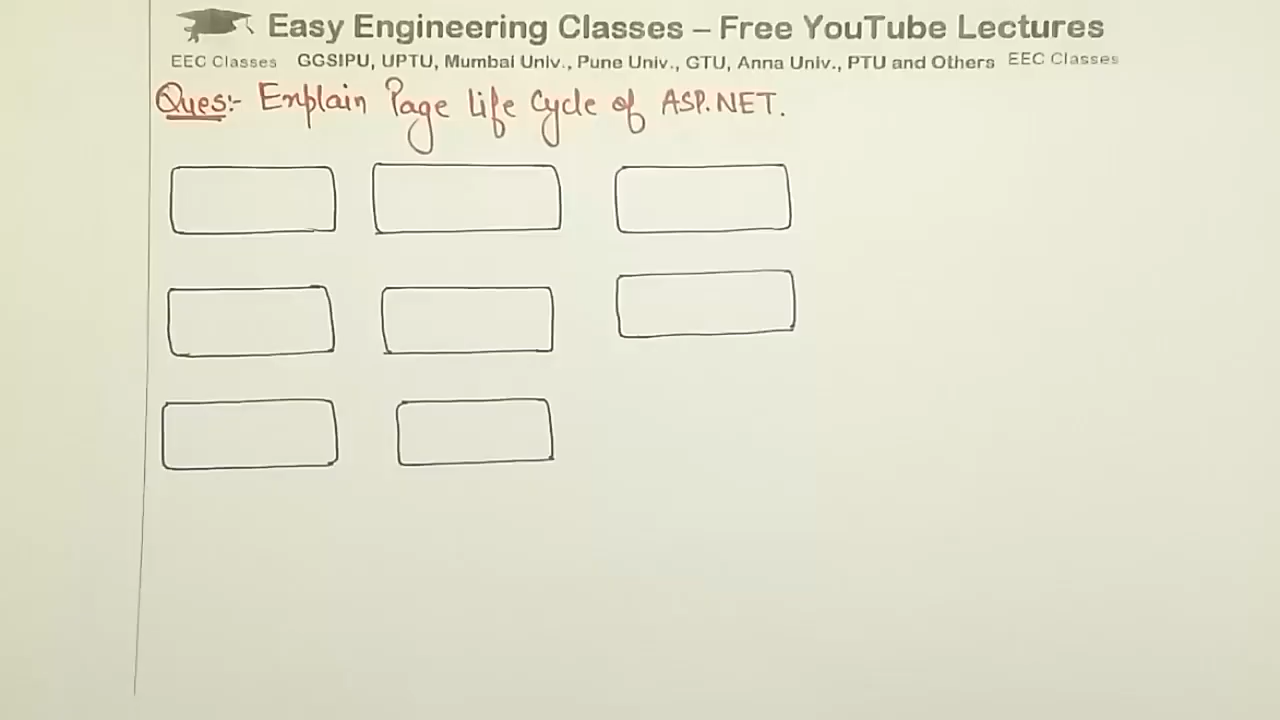 Easy Engineering Classes – Free YouTube Lectures
EEC Classes GGSIPU, UPTU, Mumbai Univ., Pune Univ., GTU, Anna Univ., PTU and Others EEC Classes
Ques:- Explain Page Life Cycle of ASP.NET.